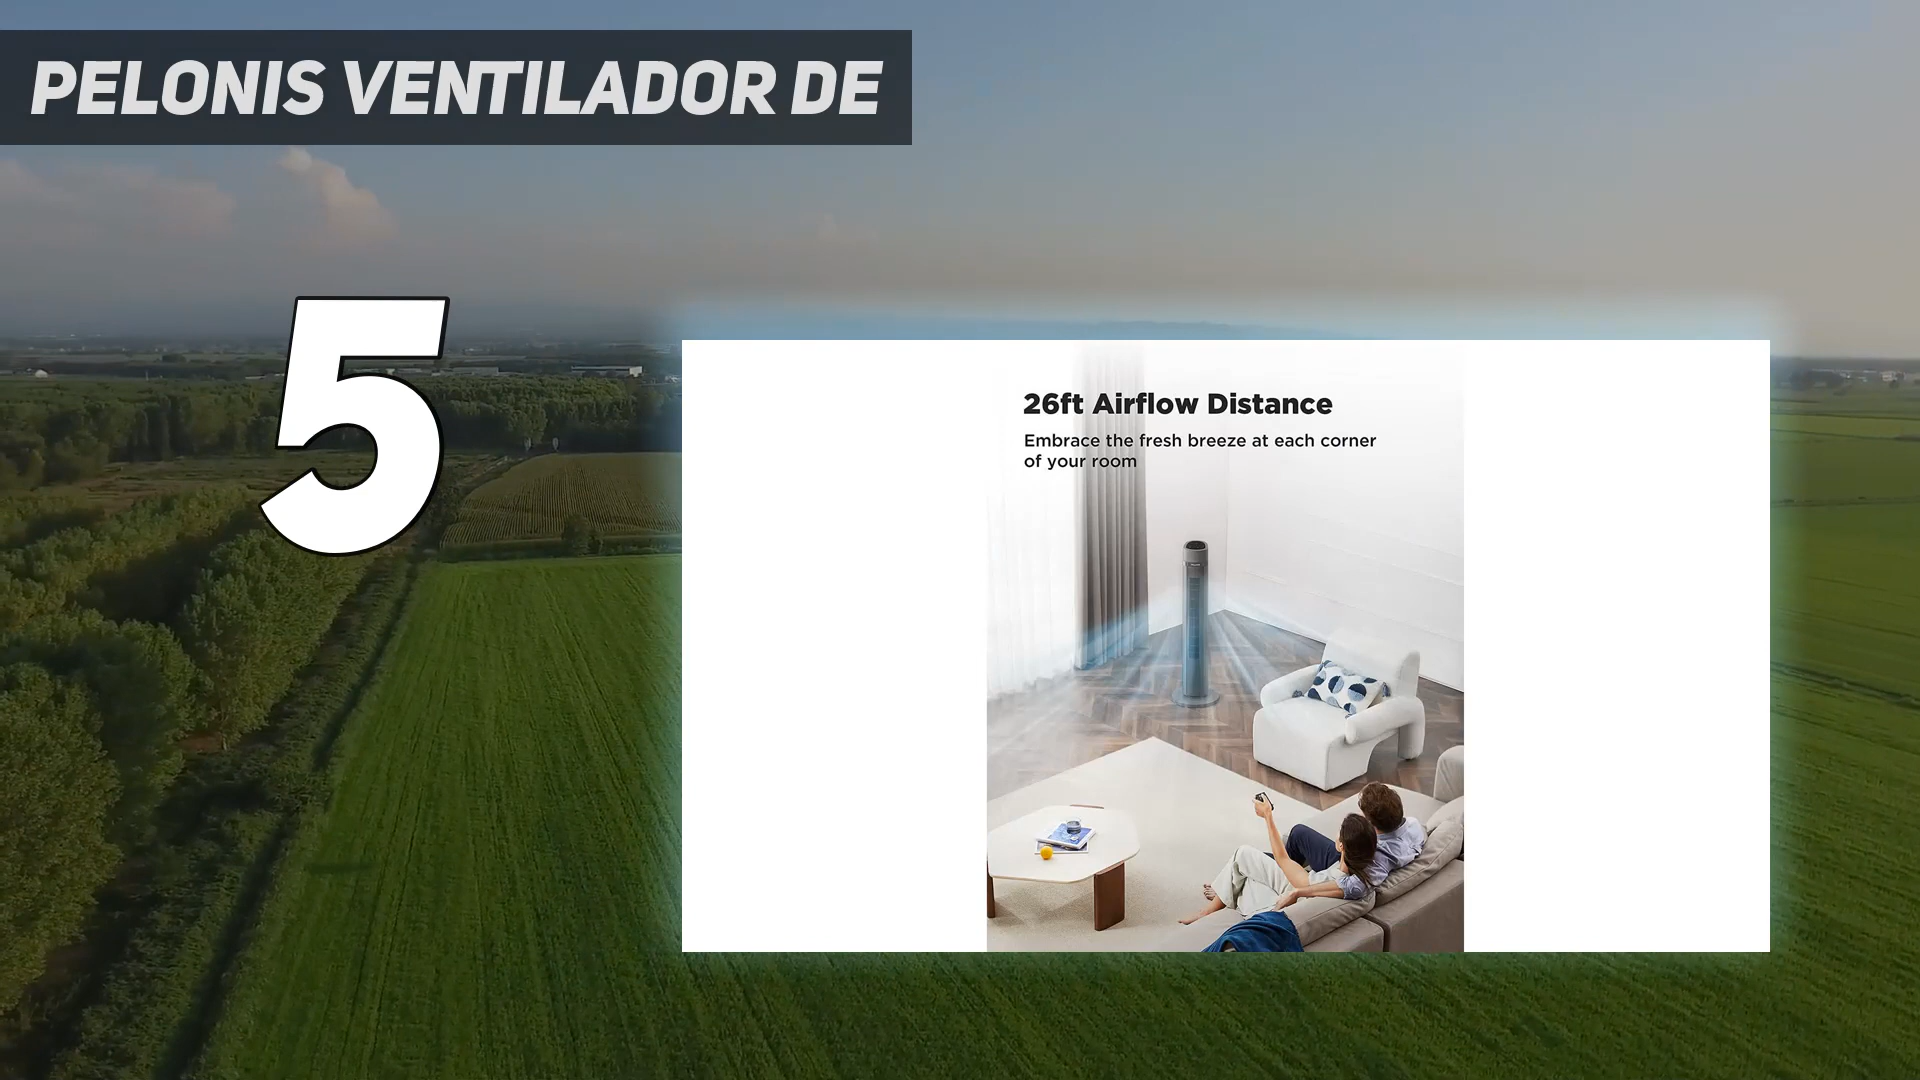 PELONIS VENTILADOR DE
5
26ft Airflow Distance
Embrace the fresh breeze at each corner
of your room